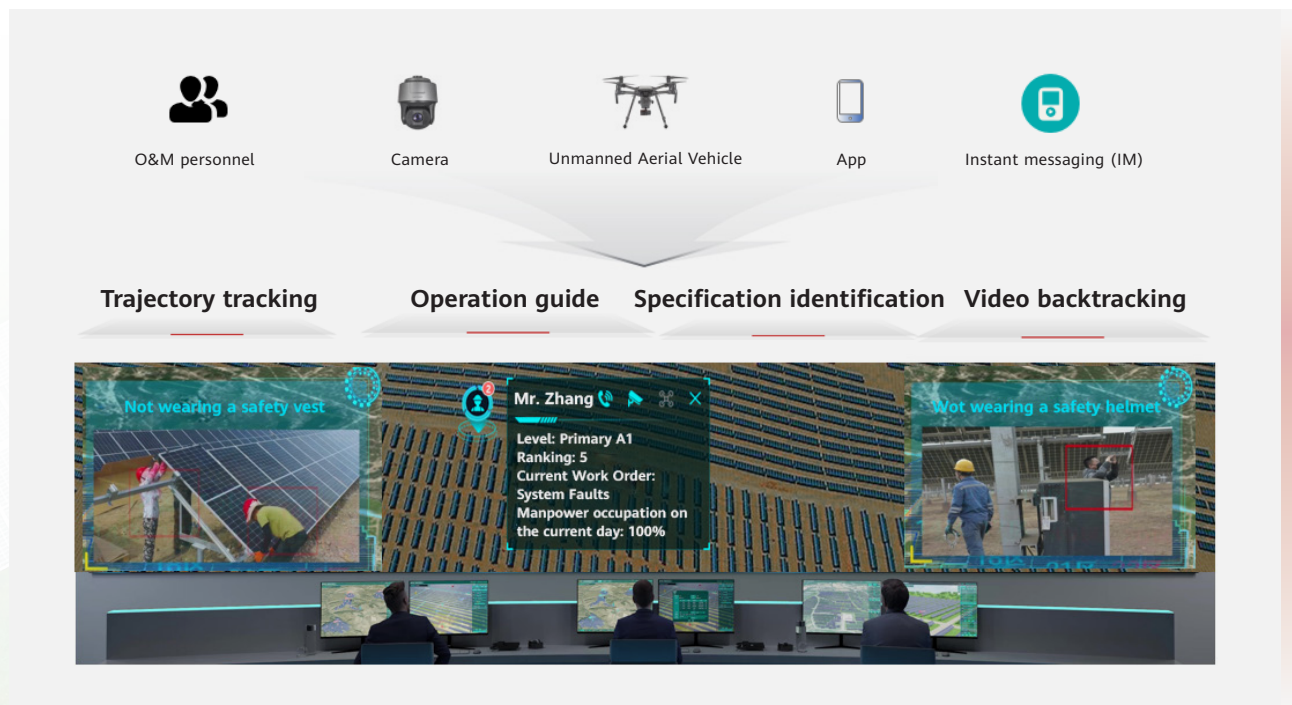 O&M personnel
Camera
Unmanned Aerial Vehicle
App
Instant messaging (IM)
Trajectory tracking
Operation guide
Specification identification
Video backtracking
Not wearing a safety vest
2
Mr. Zhang
Level: Primary A1
Ranking: 5
Current Work Order:
System Faults
Manpower occupation on
the current day: 100%
Wot wearing a safety helmet